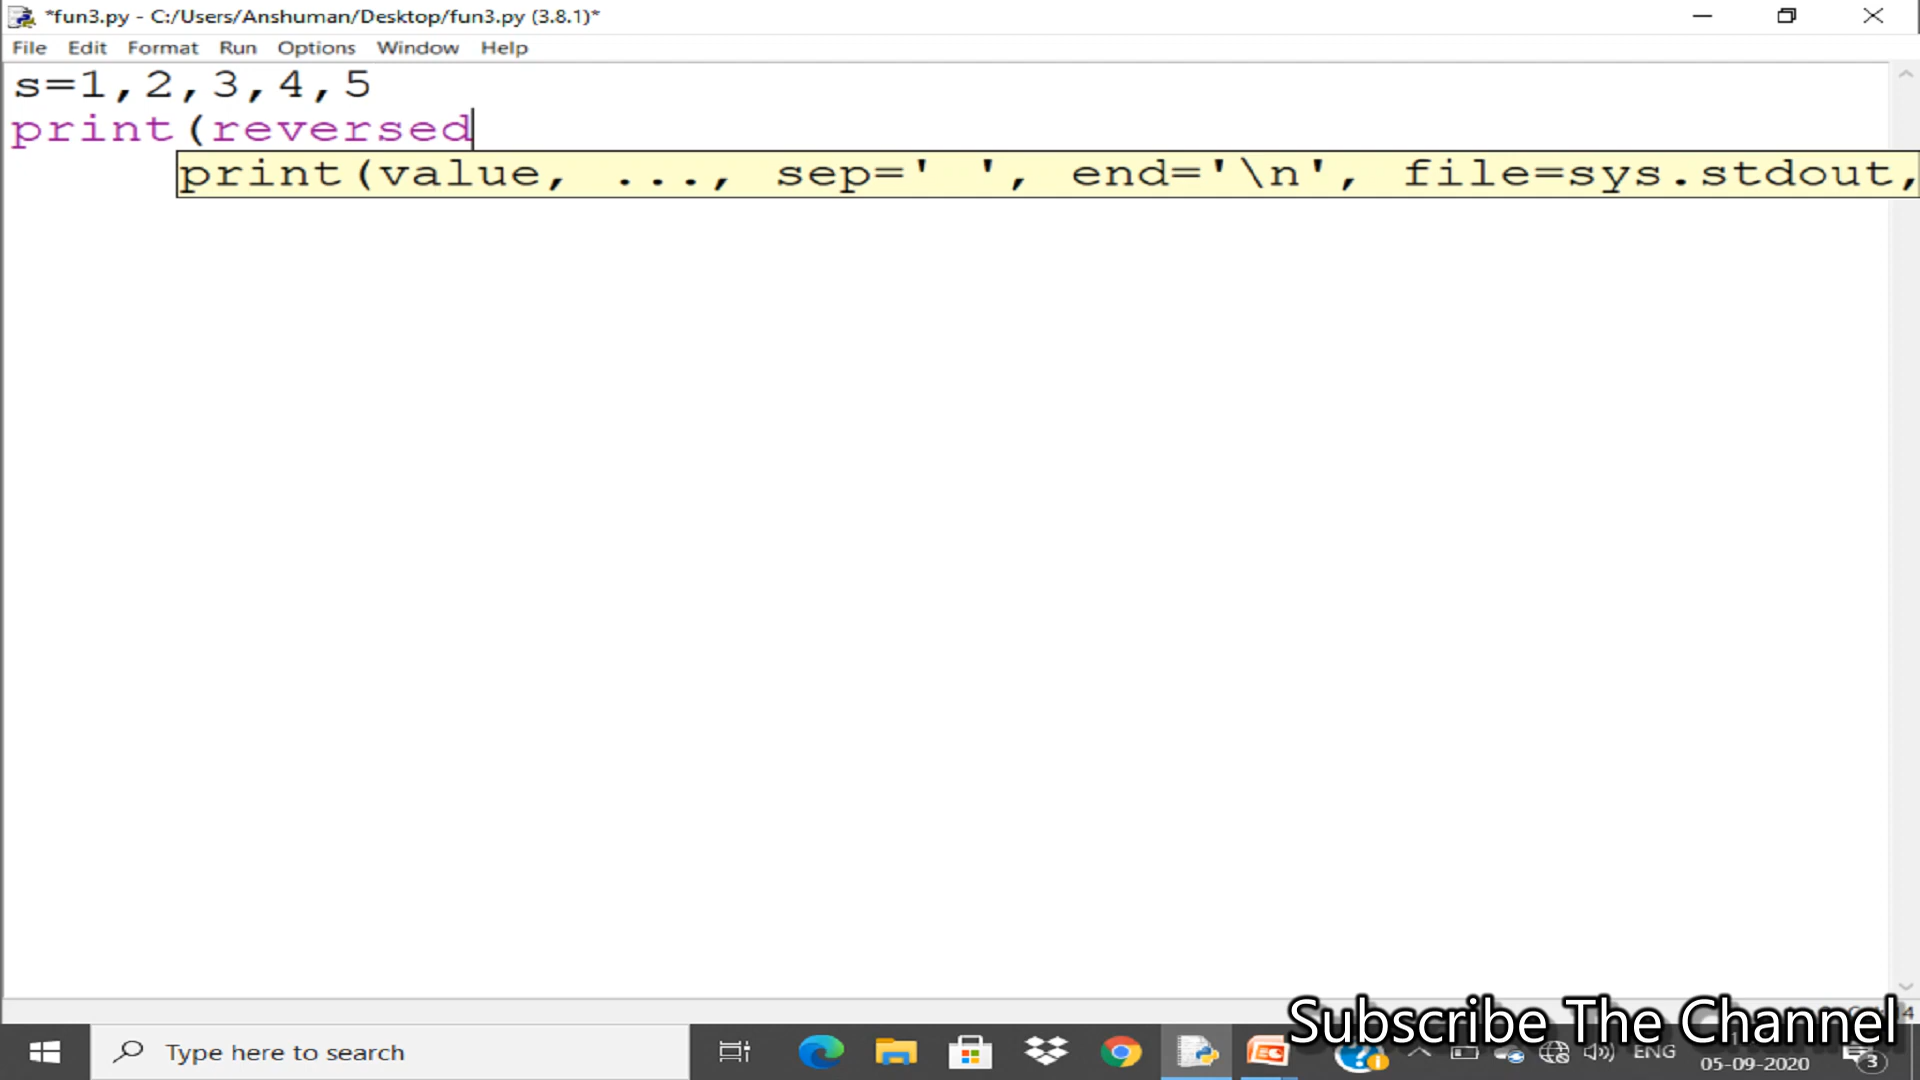 *fun3.py - C:/Users/Anshuman/Desktop/fun3.py (3.8.1)*
File Edit Format Run Options Window Help
s=1,2,3,4,5
print(reversed
print(value, ..., sep=' ', end='\n', file=sys.stdout,
Subscribe The Channel
Type here to search
ENG
05-09-2020
3